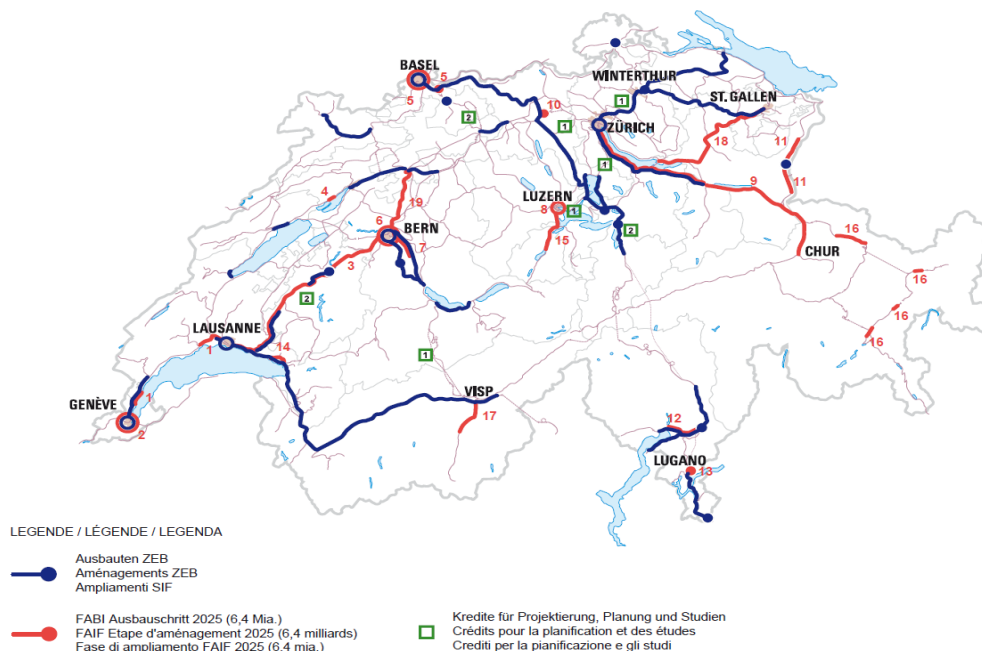 BASEL
5
5
WINTERTHUR
10
2
1
1
ST. GALLEN
ZÜRICH
18
11
1
4
9
11
19
LUZERN
8
1
6
BERN
15
2
7
16
CHUR
3
16
2
16
LAUSANNE
1
14
1
16
VISP
1
GENÈVE
2
17
12
LUGANO
13
LEGENDE / LÉGENDE / LEGENDA
Ausbauten ZEB
Aménagements ZEB
Ampliamenti SIF
FABI Ausbauschritt 2025 (6,4 Mia.)
FAIF Etape d'aménagement 2025 (6,4 milliards)
Fase di ampliamento FAIF 2025 (6,4 mia.)
Kredite für Projektierung, Planung und Studien
Crédits pour la planification et des études
Crediti per la pianificazione e gli studi